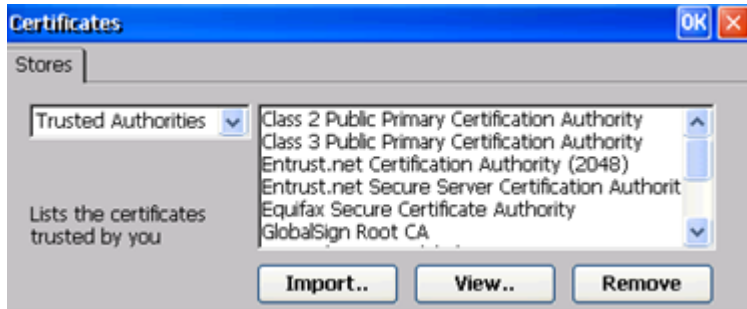 Certificates OK
Stores
Trusted Authorities
Class 2 Public Primary Certification Authority
Class 3 Public Primary Certification Authority
Entrust.net Certification Authority (2048)
Entrust.net Secure Server Certification Authorit
Equifax Secure Certificate Authority
GlobalSign Root CA
Lists the certificates
trusted by you
Import.. View.. Remove